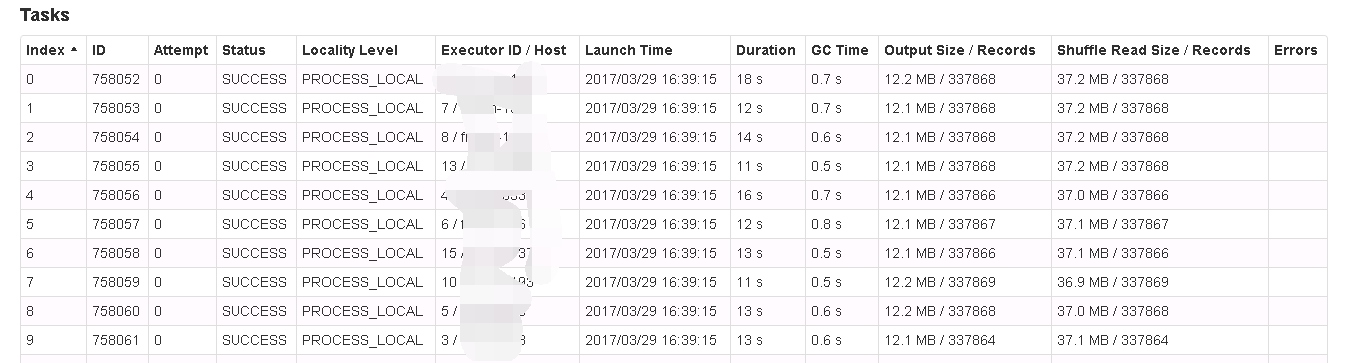 Tasks
Index ID Attempt Status Locality Level Executor ID / Host Launch Time Duration GC Time Output Size / Records Shuffle Read Size / Records Errors
0 758052 0 SUCCESS PROCESS_LOCAL 2017/03/29 16:39:15 18 s 0.7 s 12.2 MB / 337868 37.2 MB / 337868
1 758053 0 SUCCESS PROCESS_LOCAL 7 / 2017/03/29 16:39:15 12 s 0.7 s 12.1 MB / 337868 37.2 MB / 337868
2 758054 0 SUCCESS PROCESS_LOCAL 8 / 2017/03/29 16:39:15 14 s 0.6 s 12.1 MB / 337868 37.2 MB / 337868
3 758055 0 SUCCESS PROCESS_LOCAL 13 / 2017/03/29 16:39:15 11 s 0.5 s 12.1 MB / 337868 37.2 MB / 337868
4 758056 0 SUCCESS PROCESS_LOCAL 4 2017/03/29 16:39:15 16 s 0.7 s 12.1 MB / 337866 37.0 MB / 337866
5 758057 0 SUCCESS PROCESS_LOCAL 6 / 2017/03/29 16:39:15 12 s 0.8 s 12.1 MB / 337867 37.1 MB / 337867
6 758058 0 SUCCESS PROCESS_LOCAL 15 / 2017/03/29 16:39:15 13 s 0.5 s 12.1 MB / 337866 37.1 MB / 337866
7 758059 0 SUCCESS PROCESS_LOCAL 10 2017/03/29 16:39:15 11 s 0.5 s 12.2 MB / 337869 36.9 MB / 337869
8 758060 0 SUCCESS PROCESS_LOCAL 5 / 2017/03/29 16:39:15 13 s 0.6 s 12.2 MB / 337868 37.0 MB / 337868
9 758061 0 SUCCESS PROCESS_LOCAL 3 / 2017/03/29 16:39:15 13 s 0.6 s 12.1 MB / 337864 37.1 MB / 337864